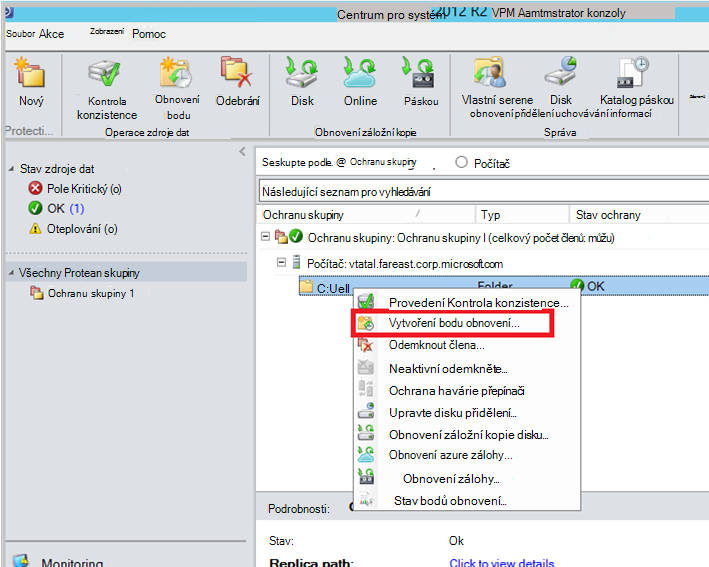 Centrum pro systém 2012 R2 VPM Aamtmstrator konzoly
Soubor Akce Zobrazení Pomoc
Nový
Kontrola konzistence
Obnovení bodu
Odebrání
Disk
Online
Páskou
Vlastní serene
Disk
Katalog páskou
obnovení přidělení uchovávání informací
Protecti...
Operace zdroje dat
Obnovení záložní kopie
Správa
Stav zdroje dat
Pole Kritický (o)
OK (1)
Oteplování (o)
Všechny Protean skupiny
Ochranu skupiny 1
Monitoring
Seskupte podle. @ Ochranu skupiny
Počítač
Následující seznam pro vyhledávání
Ochranu skupiny / Typ Stav ochrany
Ochranu skupiny: Ochranu skupiny I (celkový počet členů: můžu)
Počítač: vtatal.fareast.corp.microsoft.com
C:Uell Folder OK
Provedení Kontrola konzistence...
Vytvoření bodu obnovení...
Odemknout člena...
Neaktivní odemkněte...
Ochrana havárie přepínači
Upravte disku přidělení...
Obnovení záložní kopie disku...
Obnovení azure zálohy...
Obnovení zálohy...
Stav bodů obnovení...
Podrobnosti:
Stav: Ok
Replica path: Click to view details